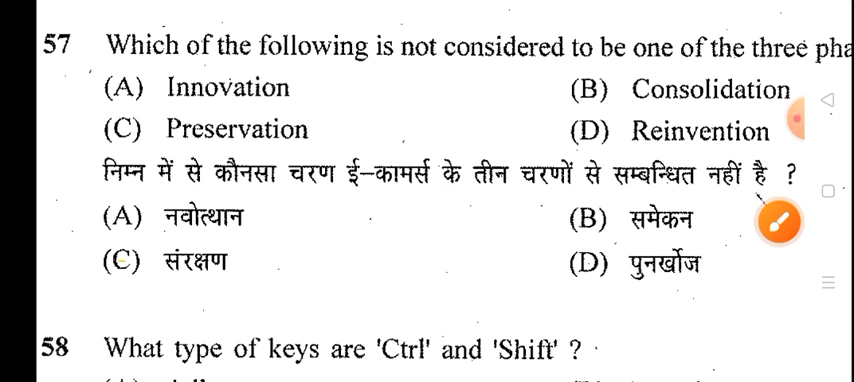 57 Which of the following is not considered to be one of the three pha
(A) Innovation (B) Consolidation
(C) Preservation (D) Reinvention
निम्न में से कौनसा चरण ई-कामर्स के तीन चरणों से सम्बन्धित नहीं है ?
(A) नवोत्थान (B) समेकन
(C) संरक्षण (D) पुनर्खोज
58 What type of keys are 'Ctrl' and 'Shift' ?